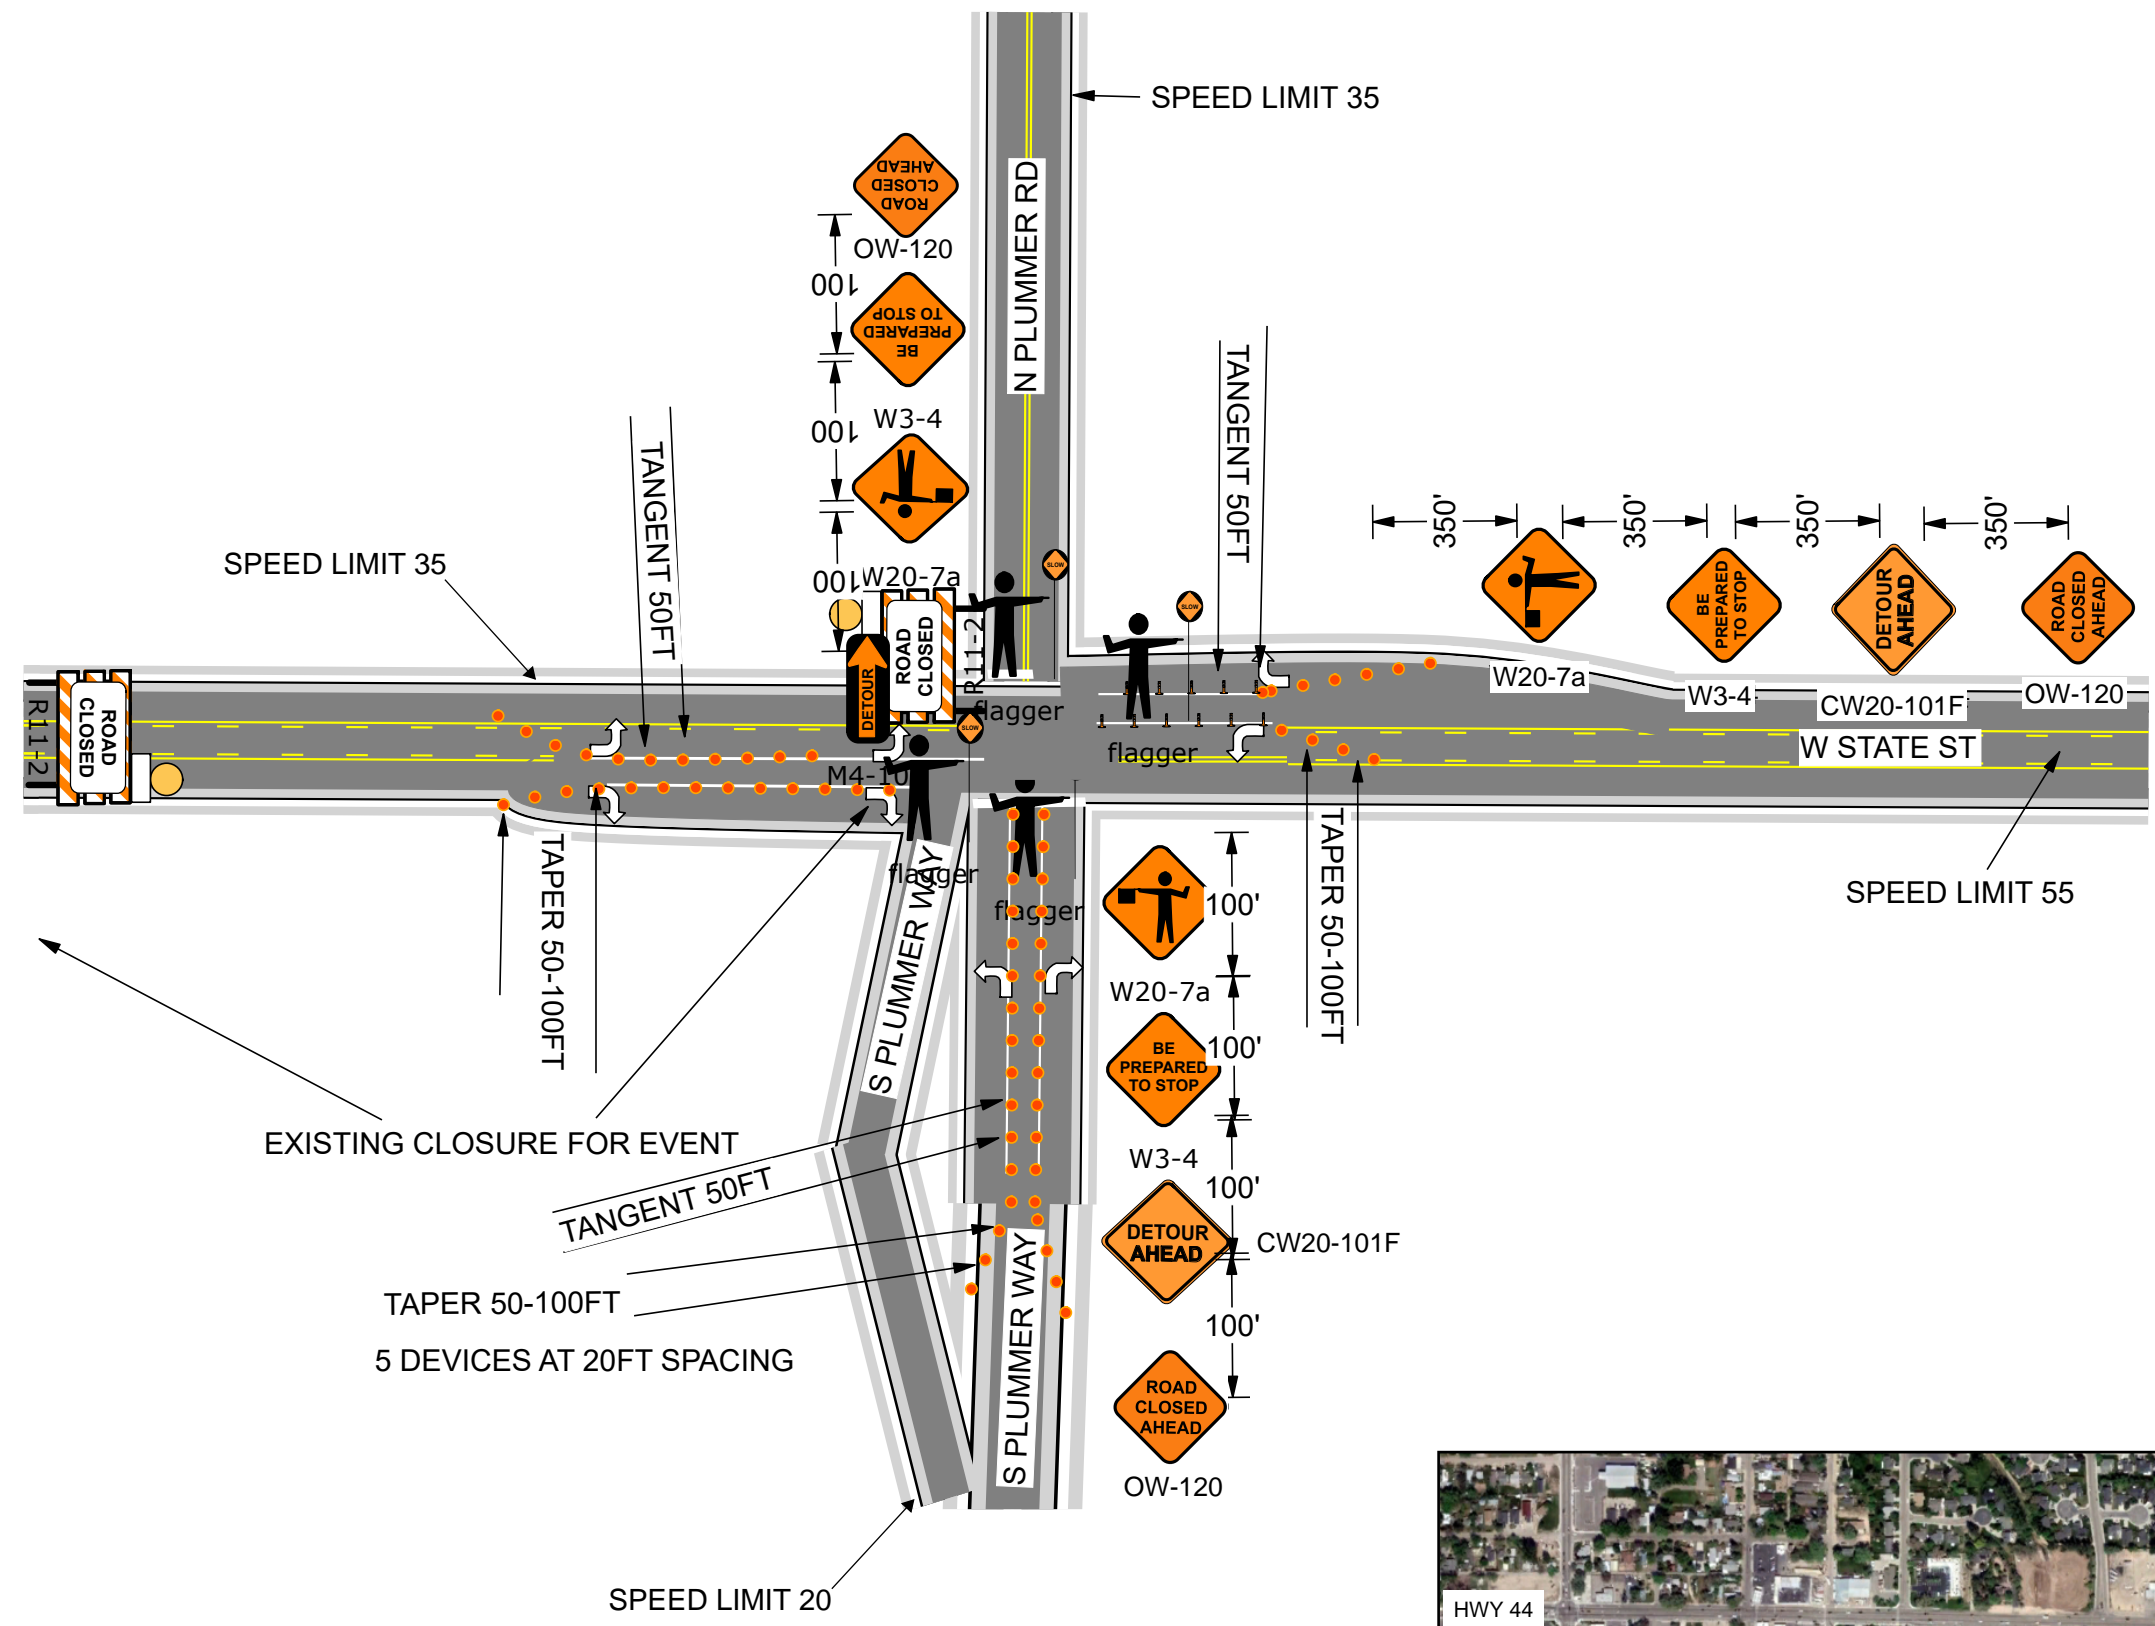 SPEED LIMIT 35
ROAD
CLOSED
AHEAD
OW-120
100
BE
PREPARED
TO STOP
W3-4
100
W20-7a
100
N PLUMMER RD
TANGENT 50FT
SPEED LIMIT 35
TANGENT 50FT
350'
350'
350'
350'
BE
PREPARED
TO STOP
DETOUR
AHEAD
ROAD
CLOSED
AHEAD
W20-7a
W3-4
CW20-101F
OW-120
W STATE ST
SLOW
SLOW
SLOW
ROAD
CLOSED
R11-2
DETOUR
M4-10
flagger
flagger
flagger
flagger
R11-2
ROAD
CLOSED
TAPER 50-100FT
TAPER 50-100FT
SPEED LIMIT 55
S PLUMMER WAY
100'
W20-7a
BE
PREPARED
TO STOP
100'
W3-4
100'
DETOUR
AHEAD
CW20-101F
100'
ROAD
CLOSED
AHEAD
OW-120
EXISTING CLOSURE FOR EVENT
TANGENT 50FT
TAPER 50-100FT
5 DEVICES AT 20FT SPACING
S PLUMMER WAY
SPEED LIMIT 20
HWY 44